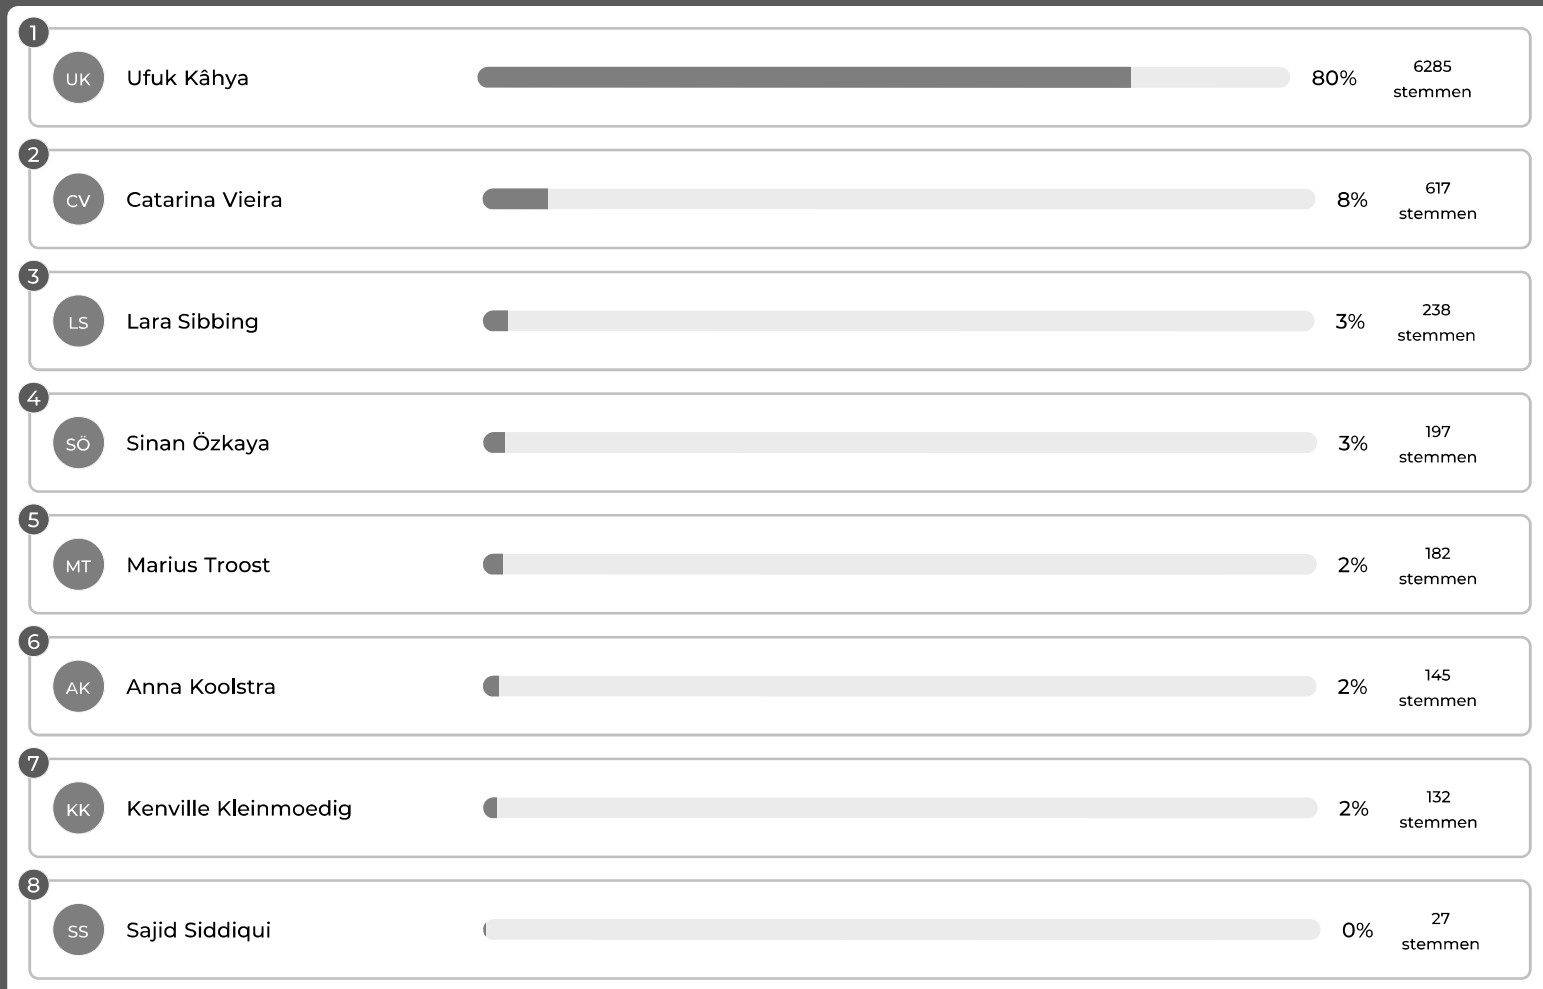 1
UK Ufuk Kâhya 80% 6285
stemmen
2
CV Catarina Vieira 8% 617
stemmen
3
LS Lara Sibbing 3% 238
stemmen
4
SÖ Sinan Özkaya 3% 197
stemmen
5
MT Marius Troost 2% 182
stemmen
6
AK Anna Koolstra 2% 145
stemmen
7
KK Kenville Kleinmoedig 2% 132
stemmen
8
SS Sajid Siddiqui 0% 27
stemmen